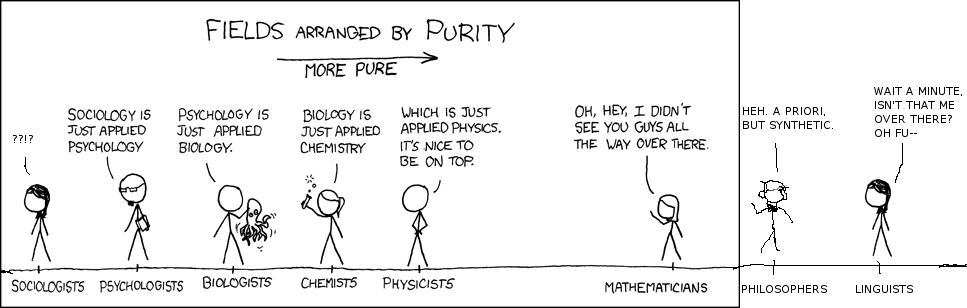 FIELDS ARRANGED BY PURITY
MORE PURE
??!?
SOCIOLOGY IS
JUST APPLIED
PSYCHOLOGY
PSYCHOLOGY IS
JUST APPLIED
BIOLOGY.
BIOLOGY IS
JUST APPLIED
CHEMISTRY
WHICH IS JUST
APPLIED PHYSICS.
IT'S NICE TO
BE ON TOP.
OH, HEY, I DIDN'T
SEE YOU GUYS ALL
THE WAY OVER THERE.
HEH. A PRIORI,
BUT SYNTHETIC.
WAIT A MINUTE,
ISN'T THAT ME
OVER THERE?
OH FU--
SOCIOLOGISTS
PSYCHOLOGISTS
BIOLOGISTS
CHEMISTS
PHYSICISTS
MATHEMATICIANS
PHILOSOPHERS
LINGUISTS